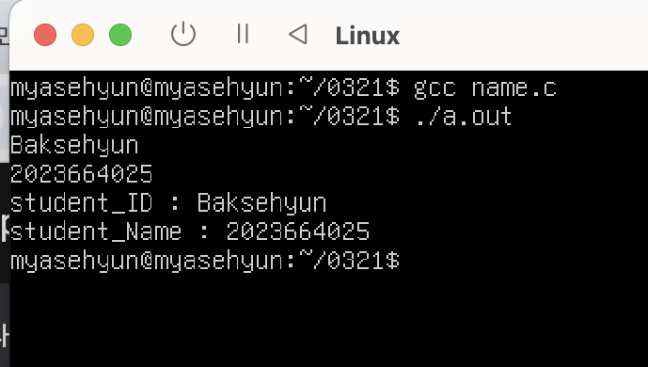 Linux
myasehyun@myasehyun:~/0321$ gcc name.c
myasehyun@myasehyun:~/0321$ ./a.out
Baksehyun
2023664025
student_ID : Baksehyun
student_Name : 2023664025
myasehyun@myasehyun:~/0321$